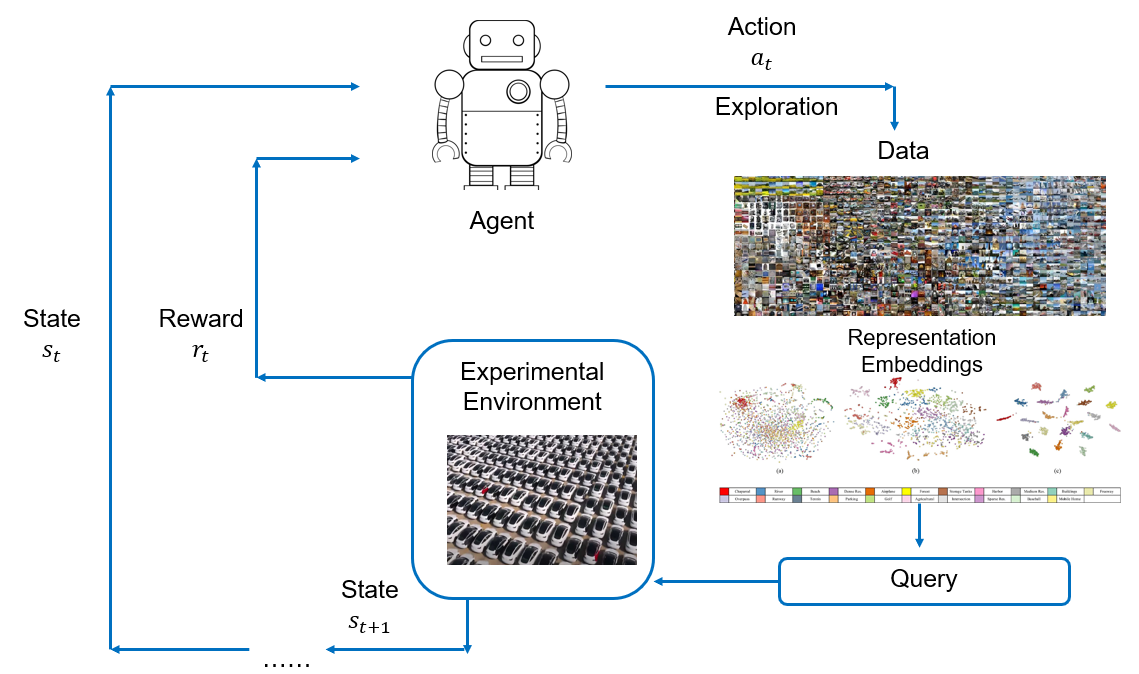 Action
a_t
Exploration
Data
Agent
State
s_t
Reward
r_t
Representation
Embeddings
Experimental
Environment
(a)
(b)
(c)
Chaparral River Beach Dense Res. Airplane Forest Storage Tanks Harbor Medium Res. Buildings Freeway
Overpass Runway Tennis Parking Golf Agricultural Intersection Sparse Res. Baseball Mobile Home
Query
State
s_{t+1}
......